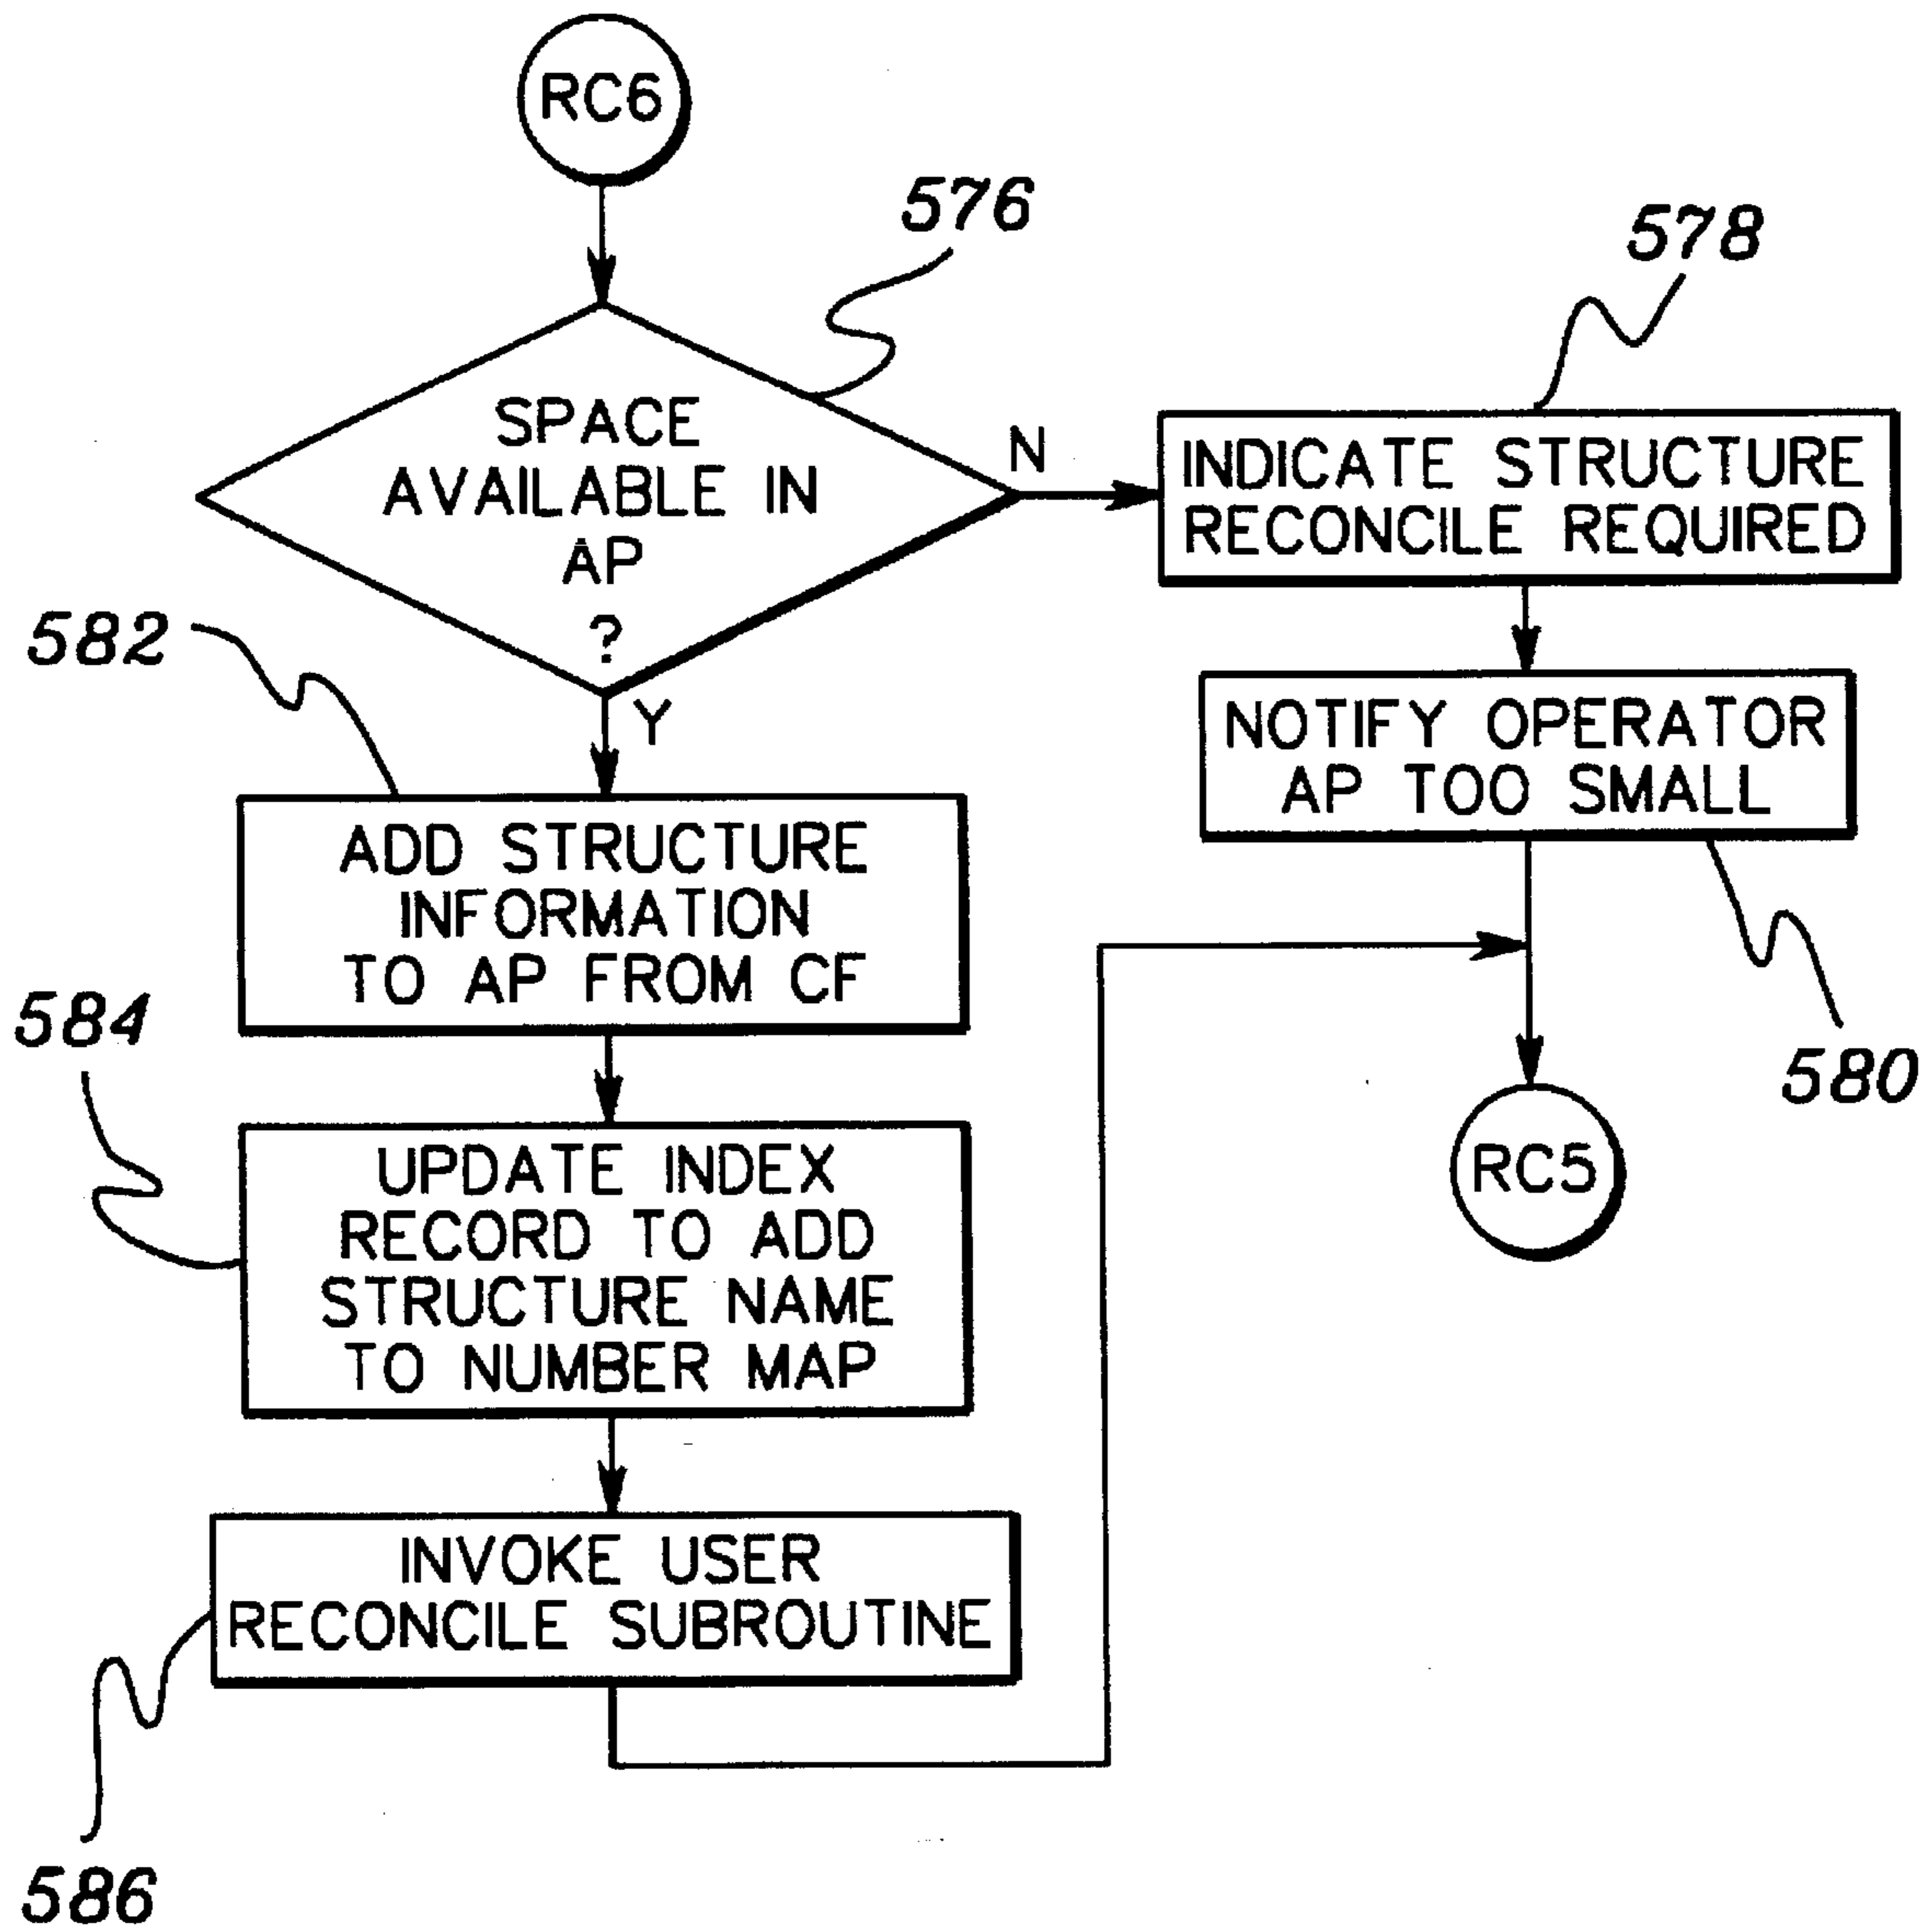 RC6
576
578
SPACE
AVAILABLE IN
AP
?
N
INDICATE STRUCTURE
RECONCILE REQUIRED
582
Y
NOTIFY OPERATOR
AP TOO SMALL
ADD STRUCTURE
INFORMATION
TO AP FROM CF
584
580
UPDATE INDEX
RECORD TO ADD
STRUCTURE NAME
TO NUMBER MAP
RC5
INVOKE USER
RECONCILE SUBROUTINE
586